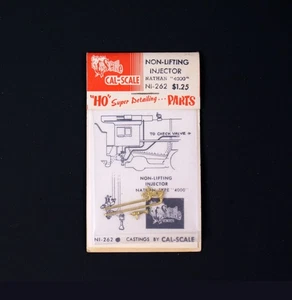 CAL-SCALE
NON-LIFTING
INJECTOR
NATHAN "4000"
NI-262 $1.25
"HO" Super Detailing... PARTS
TO CHECK VALVE
NON-LIFTING
INJECTOR
NATHAN TYPE "4000"
NI-262 ● CASTINGS BY CAL-SCALE